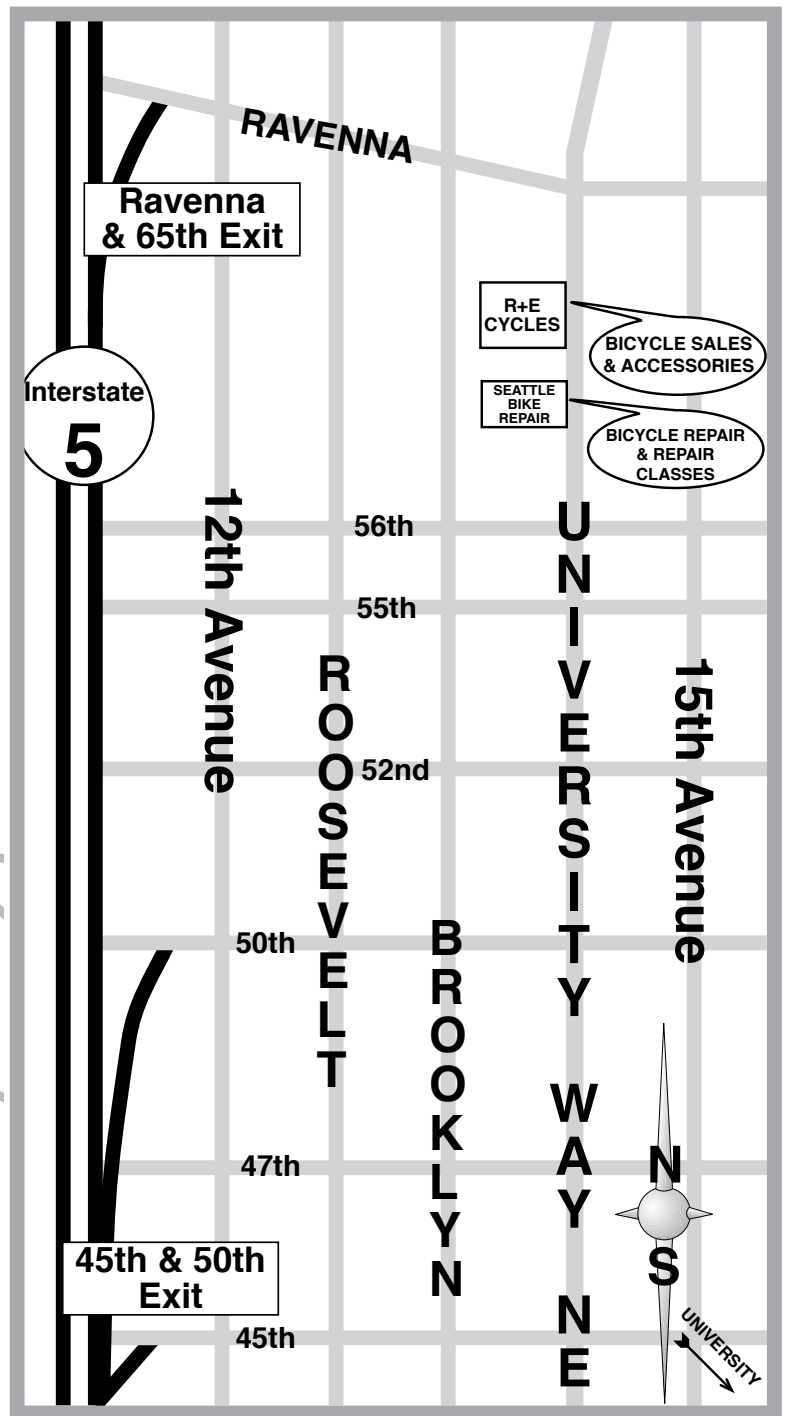 RAVENNA
Ravenna
& 65th Exit
R+E
CYCLES
BICYCLE SALES
& ACCESSORIES
Interstate
5
SEATTLE
BIKE
REPAIR
BICYCLE REPAIR
& REPAIR
CLASSES
12th Avenue
56th
UNIVERSITY WAY NE
55th
ROOSEVELT
15th Avenue
52nd
50th
BROOKLYN
47th
N
S
45th & 50th
Exit
45th
UNIVERSITY